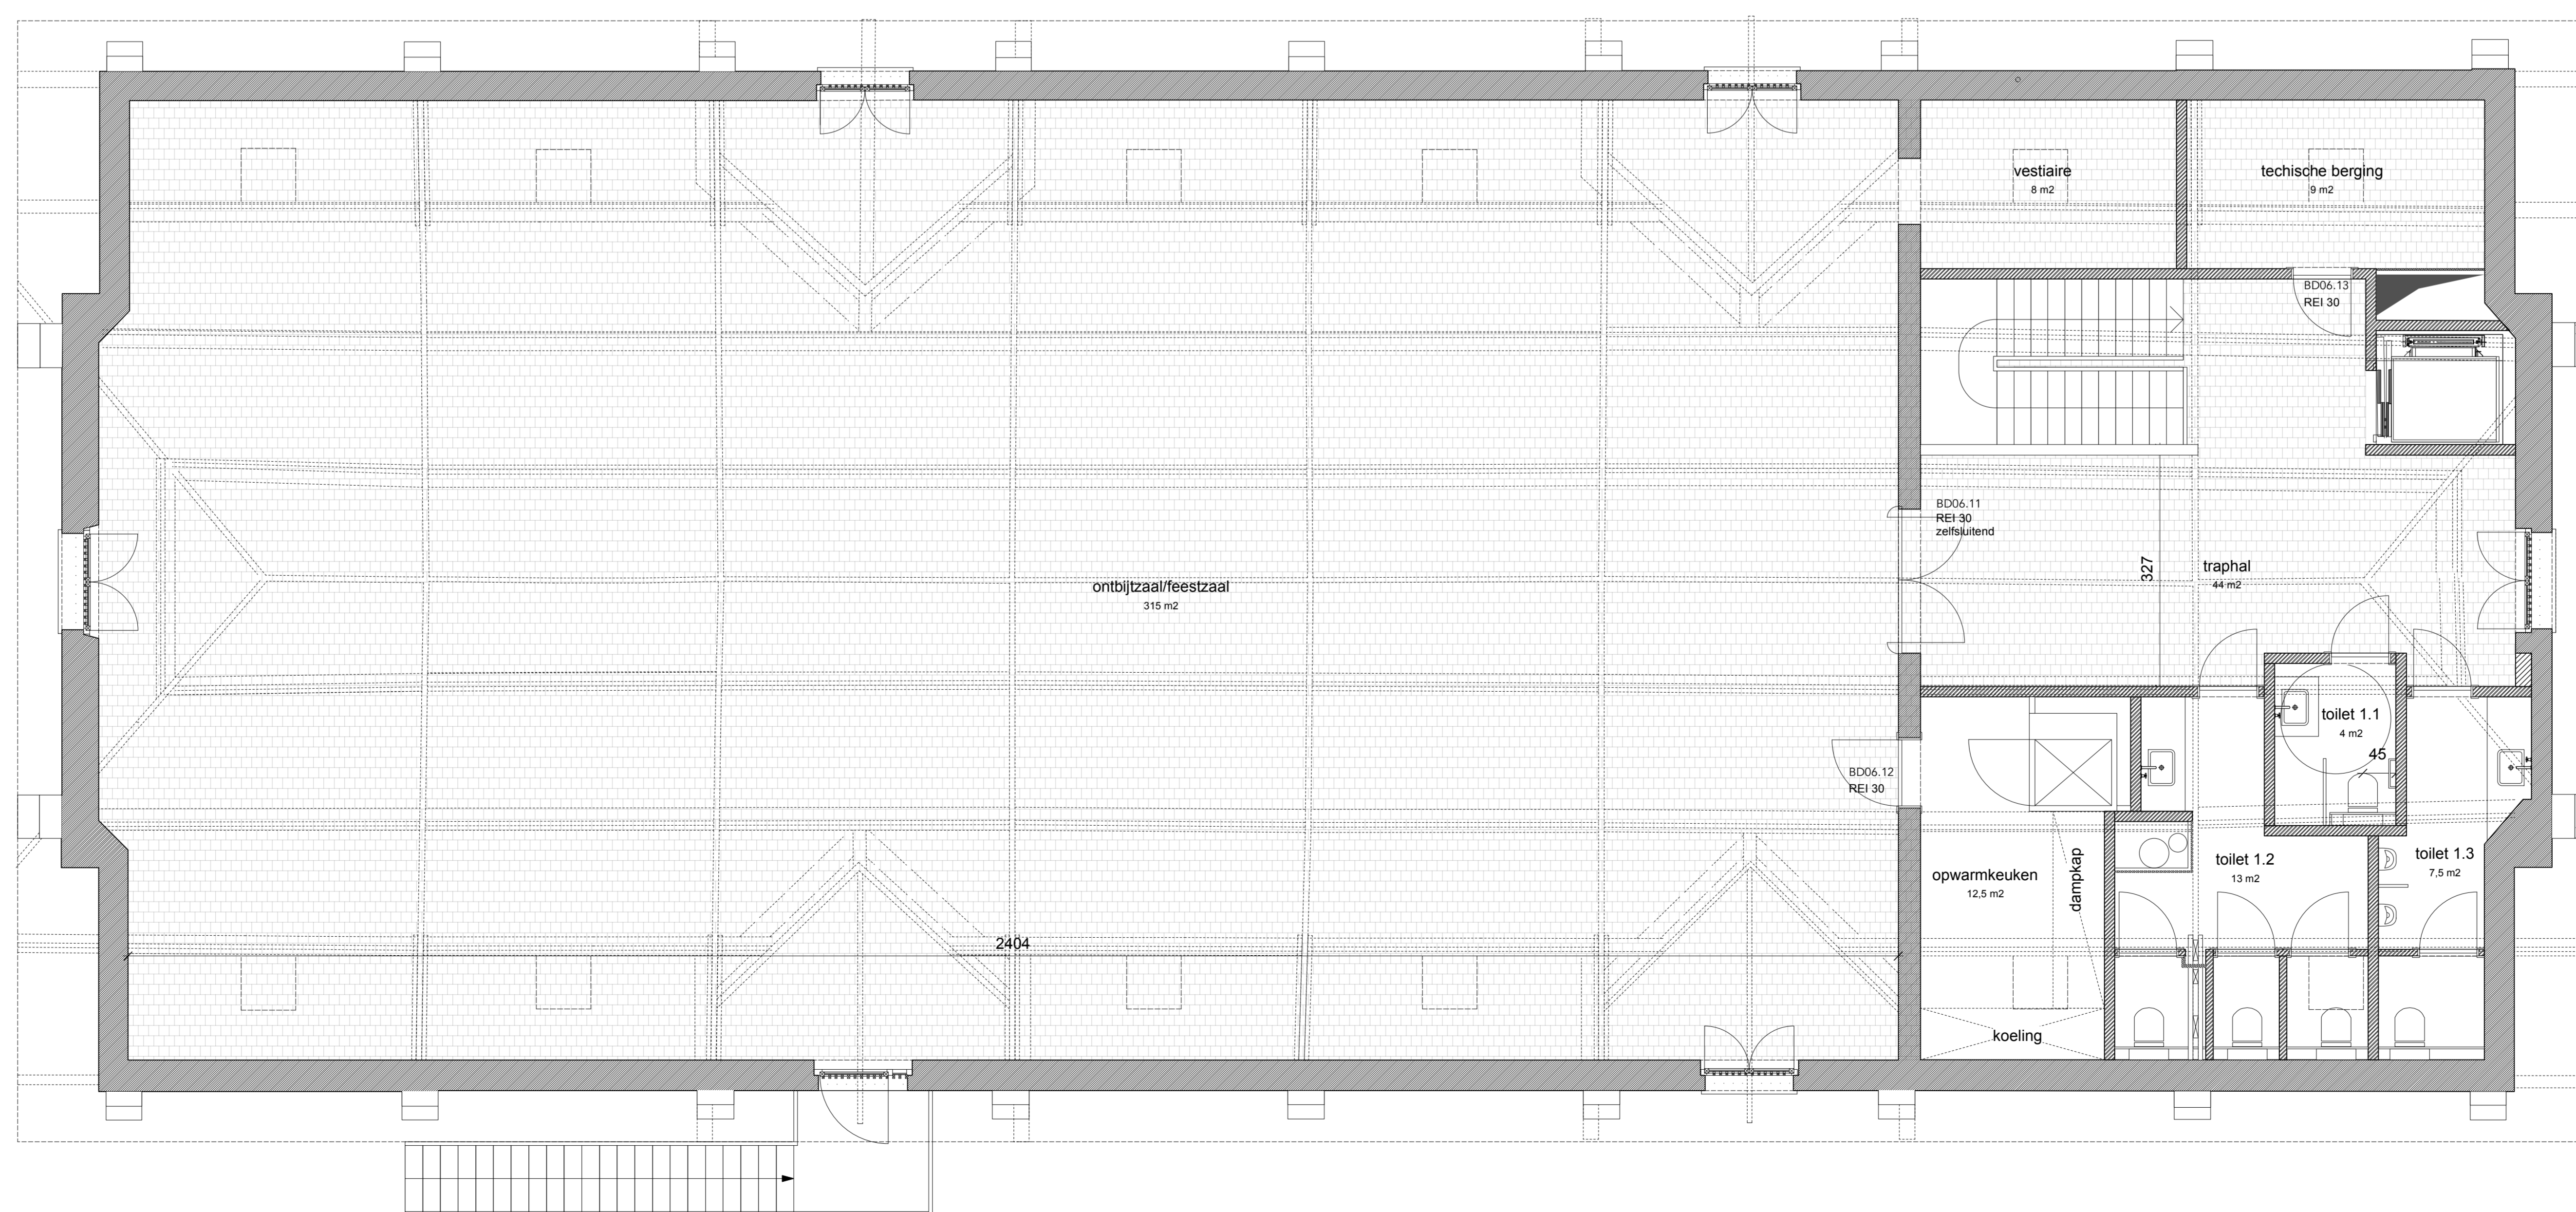 vestiaire
8 m2
techische berging
9 m2
BD06.13
REI 30
BD06.11
REI 30
zelfsluitend
327
traphal
44 m2
ontbijtzaal/feestzaal
315 m2
toilet 1.1
4 m2
45
BD06.12
REI 30
opwarmkeuken
12,5 m2
dampkap
toilet 1.2
13 m2
toilet 1.3
7,5 m2
2404
koeling